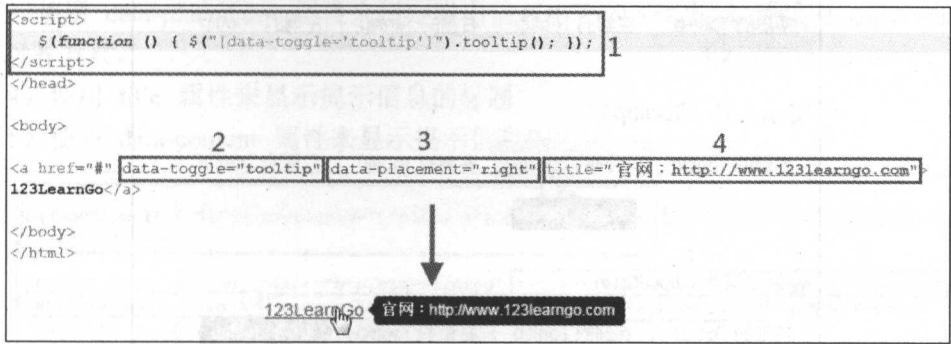 <script>
$(function () { $("[data-toggle='tooltip']").tooltip(); });
1
</script>
</head>
<body>
2 3 4
<a href="#" data-toggle="tooltip" data-placement="right" title="官网：http://www.123learngo.com">
123LearnGo</a>
</body>
</html>
123LearnGo 官网：http://www.123learngo.com